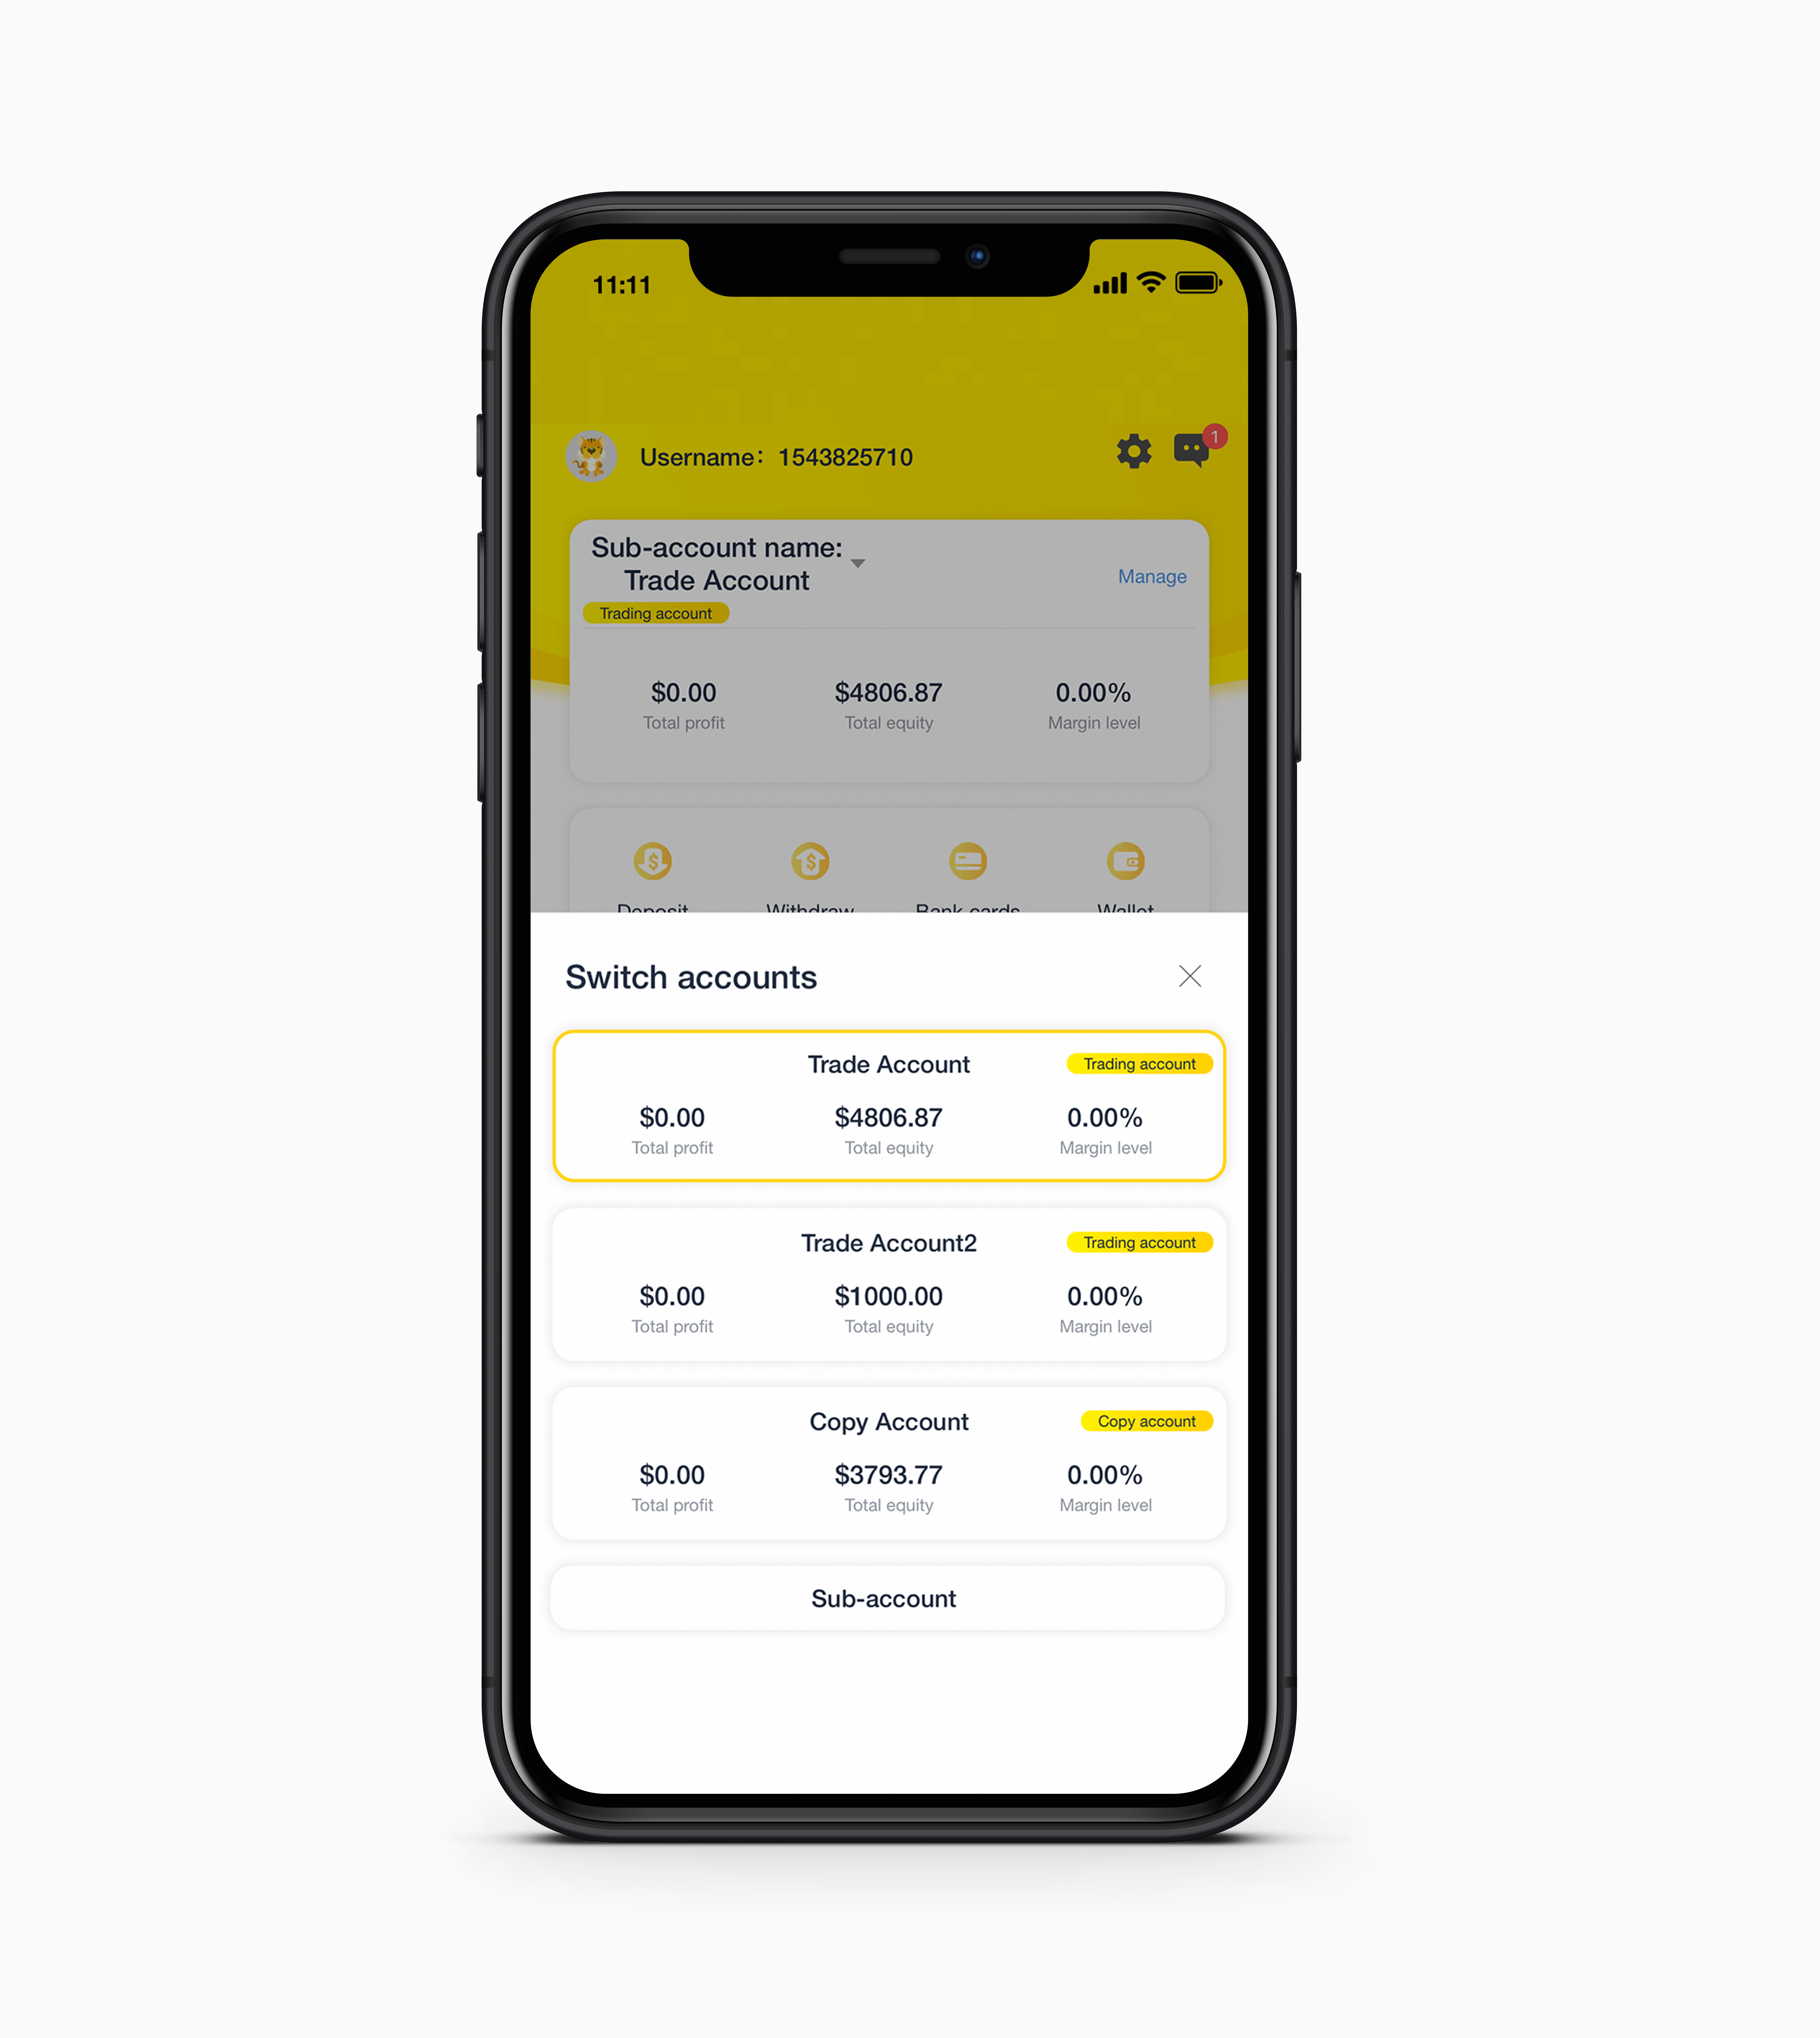 11:11
Username：1543825710
1
Sub-account name:
Trade Account
Manage
Trading account
$0.00 $4806.87 0.00%
Total profit Total equity Margin level
Deposit Withdraw Bank cards Wallet
Switch accounts
Trade Account Trading account
$0.00 $4806.87 0.00%
Total profit Total equity Margin level
Trade Account2 Trading account
$0.00 $1000.00 0.00%
Total profit Total equity Margin level
Copy Account Copy account
$0.00 $3793.77 0.00%
Total profit Total equity Margin level
Sub-account